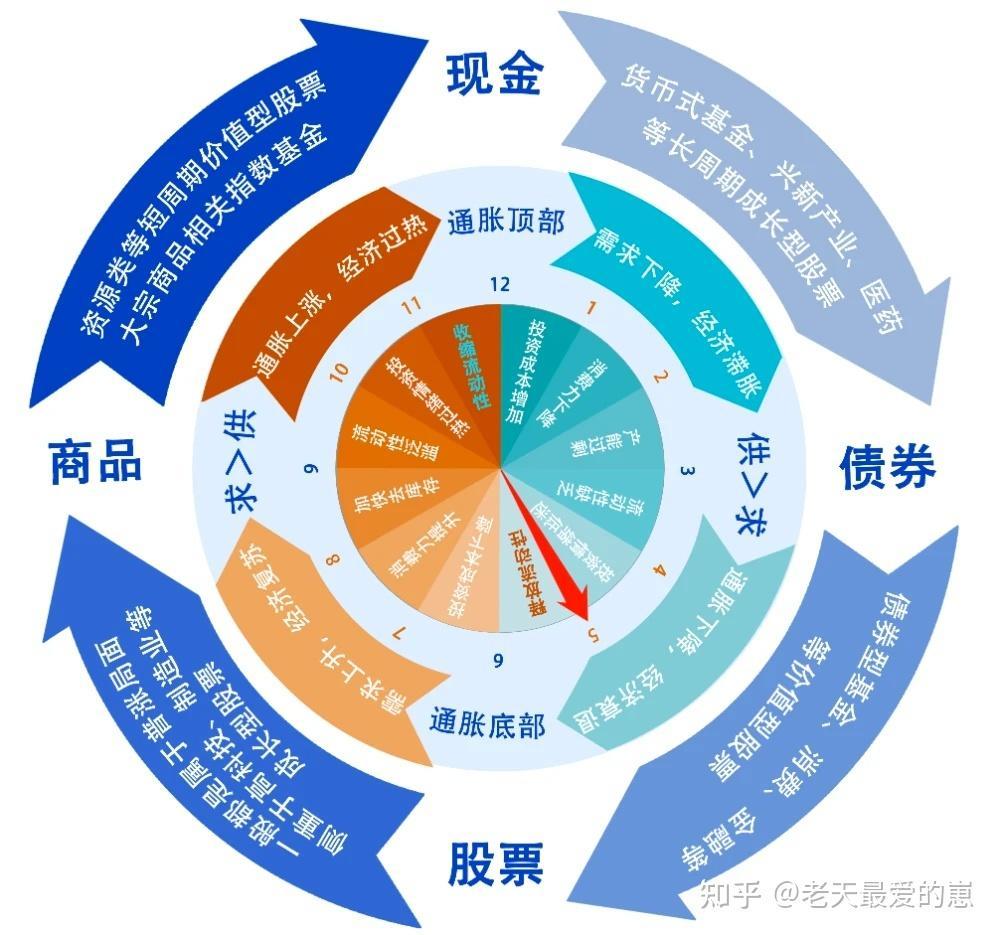 现金
货币式基金、兴新产业、医药
等长周期成长型股票
债券
债券型基金、消费、金融等
等价值型股票
股票
一般都是属于普涨局面
侧重于高科技、制造业等
成长型股票
商品
资源类等短周期价值型股票
大宗商品相关指数基金
通胀顶部
需求下降，经济滞胀
供>求
通胀下降，经济衰退
通胀底部
需求上升，经济复苏
求>供
通胀上涨，经济过热
12
1
2
3
4
5
6
7
8
9
10
11
投资成本增加
消费力下降
产能过剩
流动性缺乏
投资情绪低迷
释放流动性
投资成本下降
消费力提升
加快去库存
流动性泛滥
投资情绪过热
收缩流动性
知乎 @老天最爱的崽